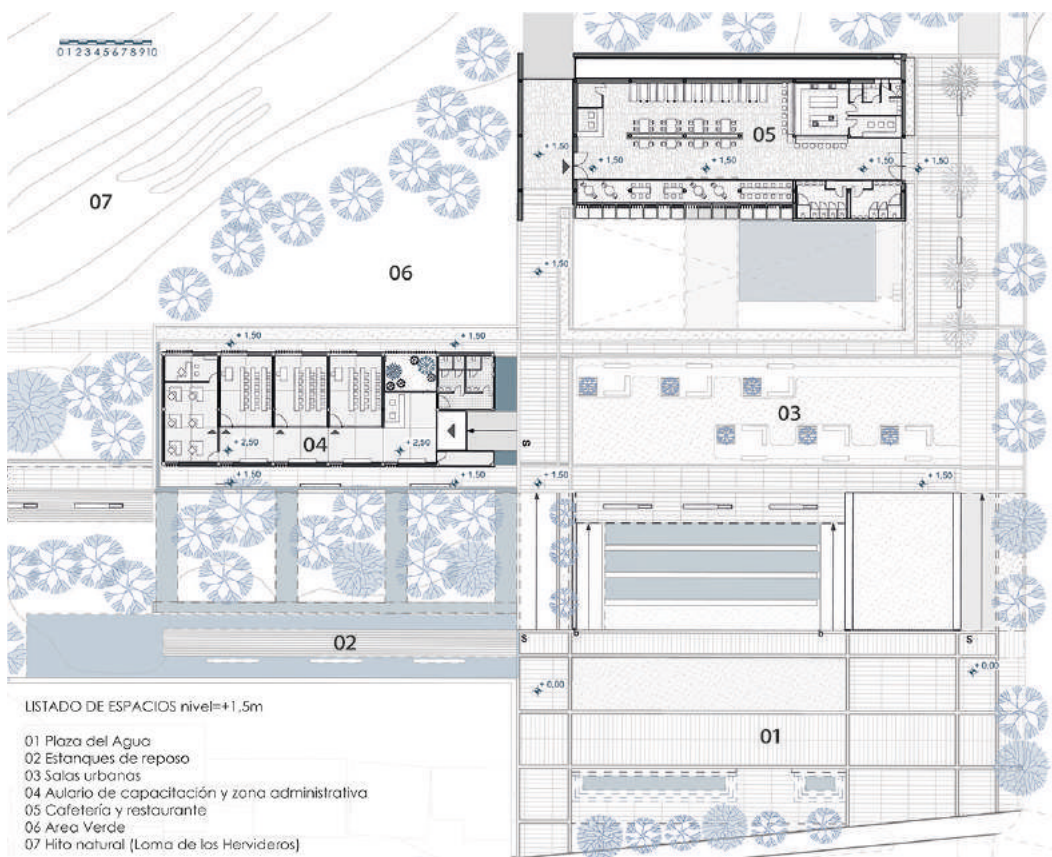 0 1 2 3 4 5 6 7 8 9 10
05
+ 1,50
+ 1,50
+ 1,50
+ 1,50
+ 1,50
07
06
+ 1,50
+ 1,50
+ 1,50
03
04
+ 2,50
+ 2,50
S
+ 1,50
+ 1,50
+ 1,50
+ 1,50
02
S
b
b
S
+ 0,00
+ 0,00
01
LISTADO DE ESPACIOS nivel=+1,5m
01 Plaza del Agua
02 Estanques de reposo
03 Salas urbanas
04 Aulario de capacitación y zona administrativa
05 Cafetería y restaurante
06 Area Verde
07 Hito natural (Loma de los Hervideros)